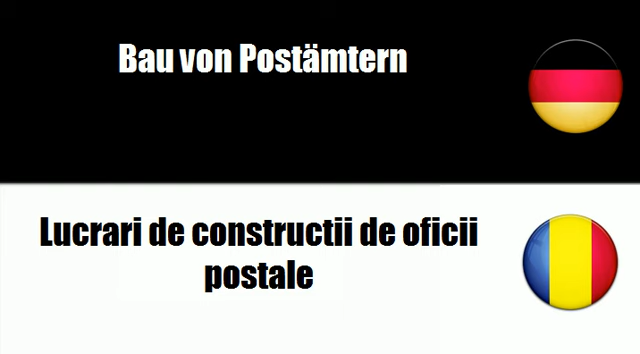 Bau von Postämtern
Lucrari de constructii de oficii
postale